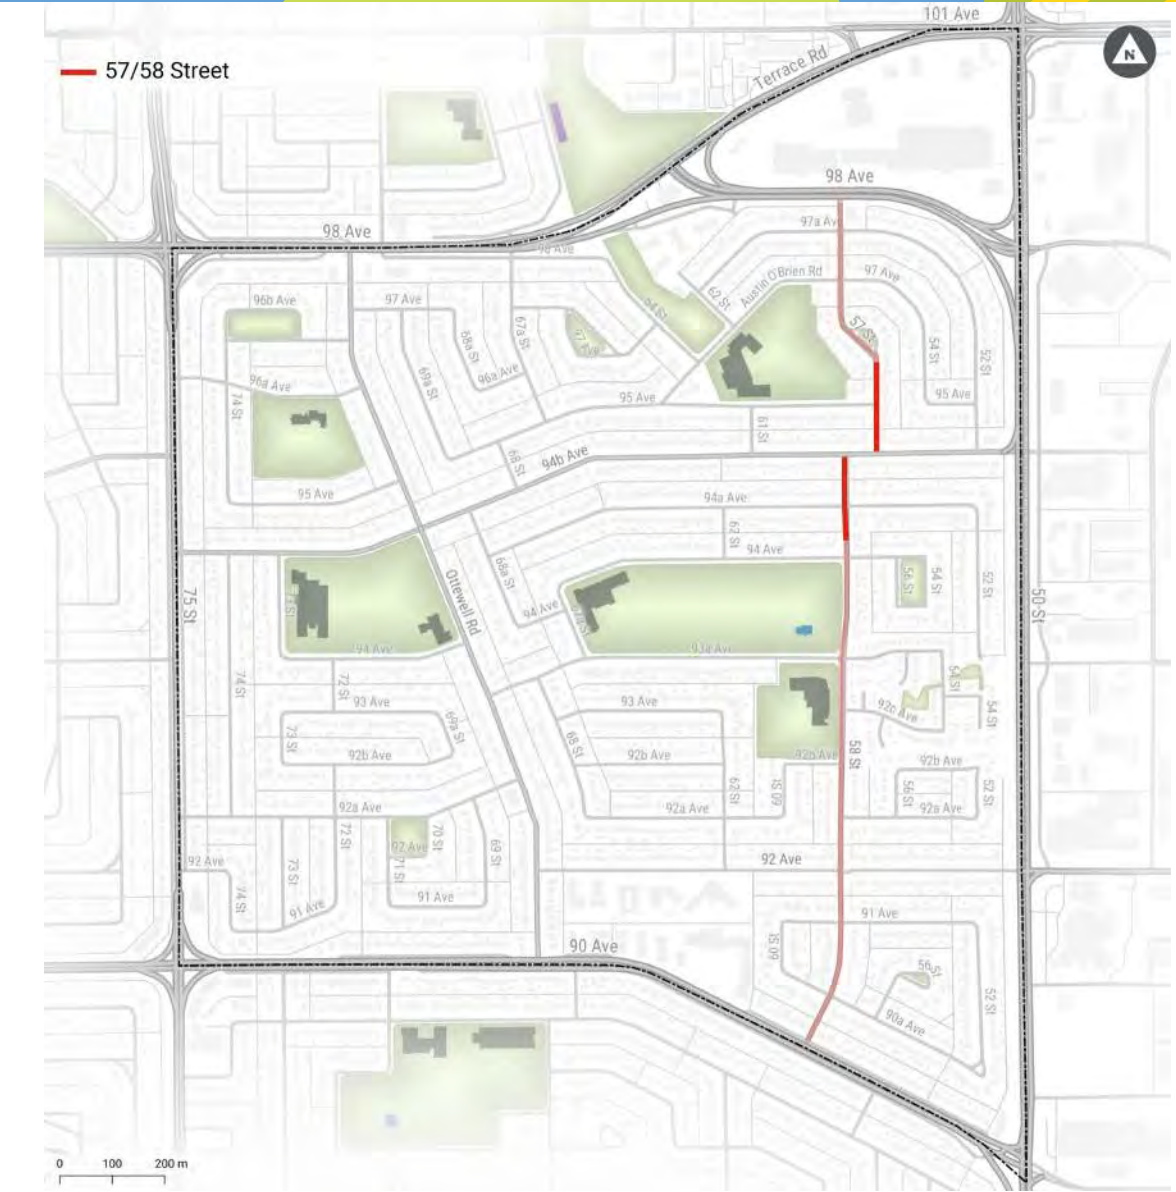 101 Ave
N
57/58 Street
Terrace Rd
98 Ave
98 Ave
98 Ave
97a Ave
62 St
Austin O'Brien Rd
97 Ave
96b Ave
97 Ave
64 St
67a St
68a St
97 Ave
57 St
54 St
52 St
96a Ave
96a Ave
69a St
74 St
95 Ave
95 Ave
61 St
68 St
94b Ave
95 Ave
94a Ave
62 St
94 Ave
68a St
56 St
54 St
52 St
Ottewell Rd
75 St
50 St
94 Ave
94 Ave
93a Ave
74 St
72 St
54 St
93 Ave
93 Ave
92c Ave
54 St
69a St
73 St
68 St
92b Ave
92b Ave
92b Ave
58 St
92b Ave
62 St
60 St
56 St
52 St
92a Ave
92a Ave
92a Ave
72 St
70 St
69 St
92 Ave
92 Ave
92 Ave
73 St
71 St
74 St
91 Ave
91 Ave
91 Ave
60 St
90 Ave
56 St
52 St
90a Ave
0 100 200 m